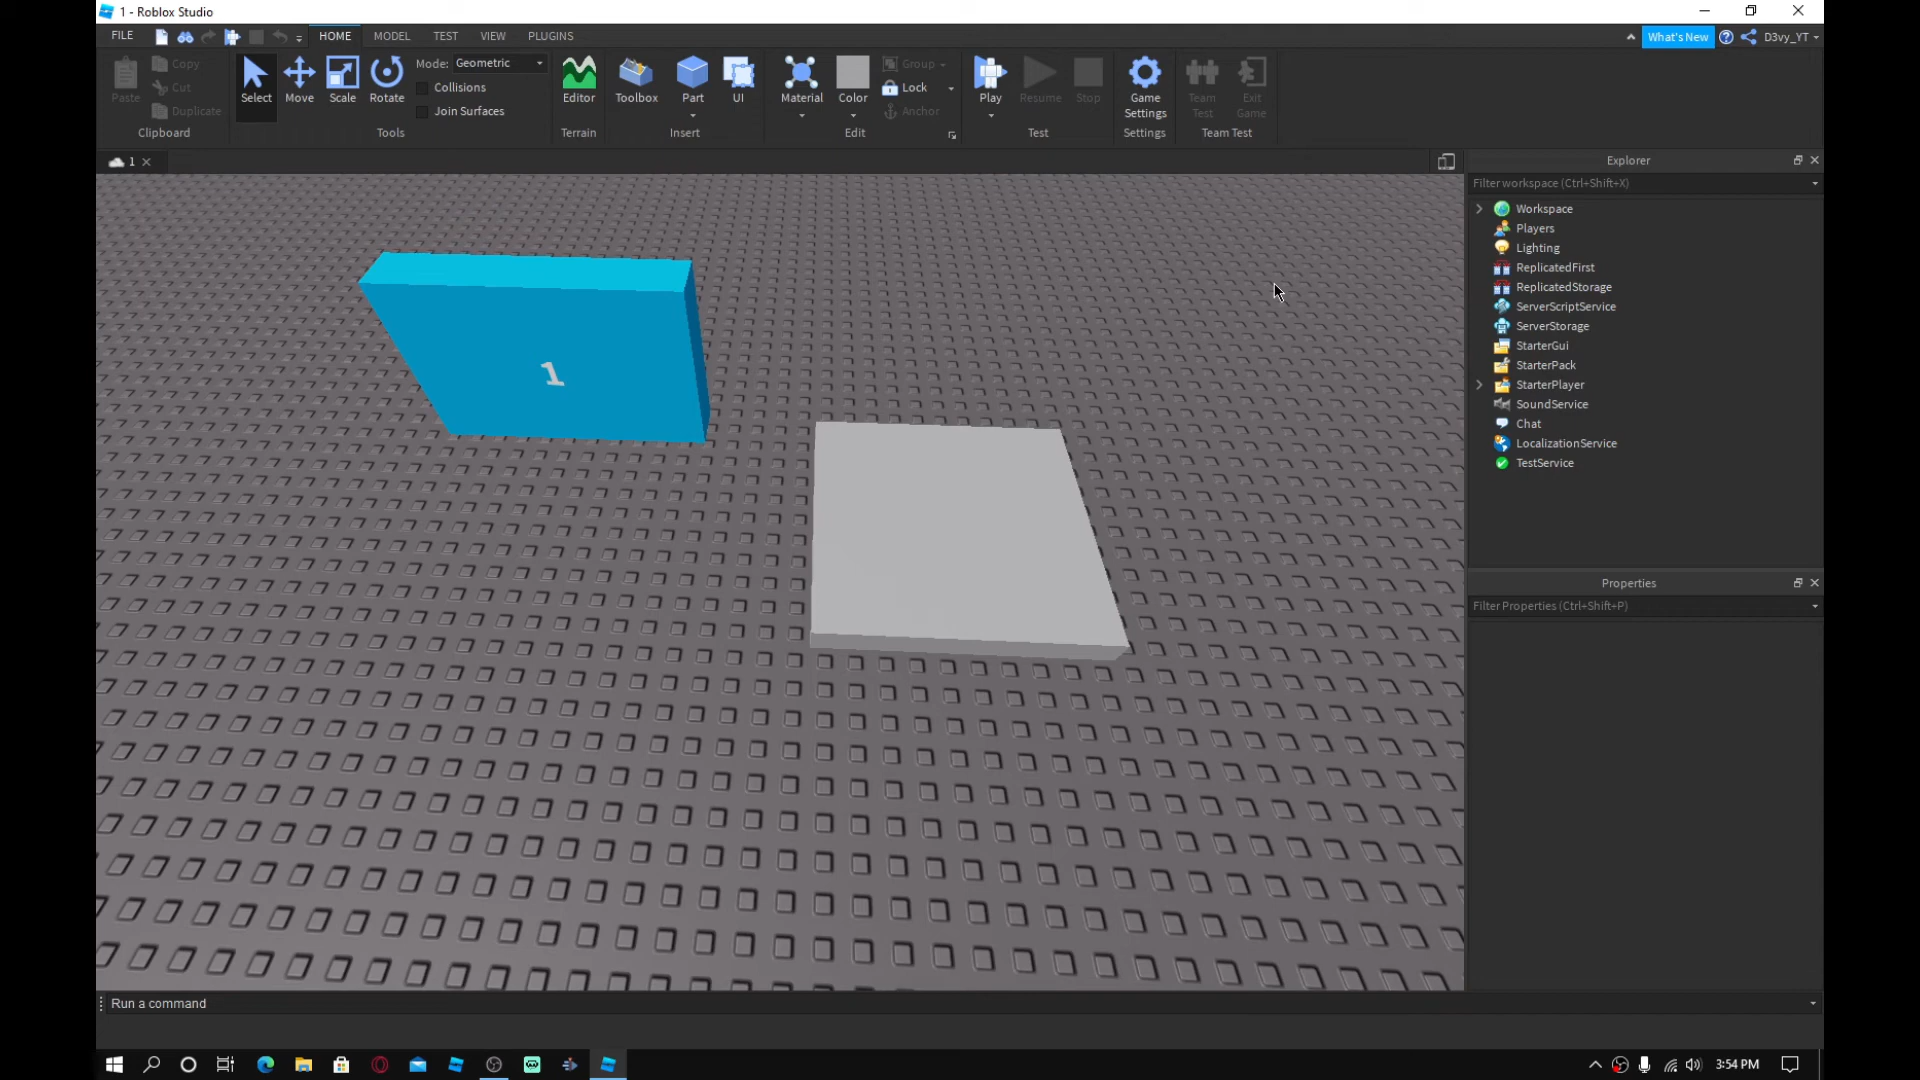 1 - Roblox Studio
FILE
HOME MODEL TEST VIEW PLUGINS
What's New
D3vy_YT
Paste
Copy
Cut
Duplicate
Clipboard
Select
Move
Scale
Rotate
Mode: Geometric
Collisions
Join Surfaces
Tools
Editor
Terrain
Toolbox
Part
UI
Insert
Material
Color
Group
Lock
Anchor
Edit
Play
Resume
Stop
Test
Game
Settings
Settings
Team
Test
Exit
Game
Team Test
1
Explorer
Filter workspace (Ctrl+Shift+X)
Workspace
Players
Lighting
ReplicatedFirst
ReplicatedStorage
ServerScriptService
ServerStorage
StarterGui
StarterPack
StarterPlayer
SoundService
Chat
LocalizationService
TestService
Properties
Filter Properties (Ctrl+Shift+P)
1
Run a command
3:54 PM